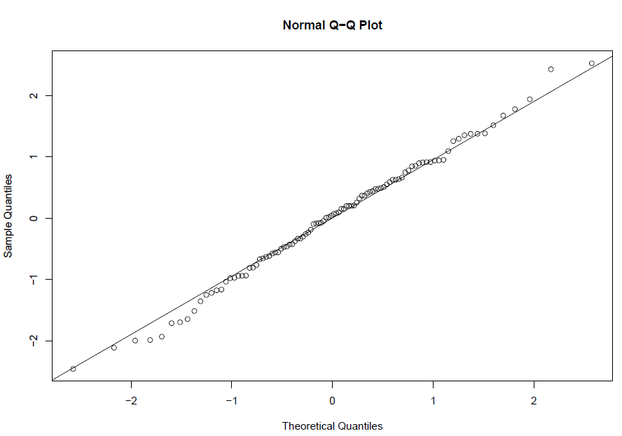 Normal Q−Q Plot
2
1
0
−1
−2
Sample Quantiles
−2 −1 0 1 2
Theoretical Quantiles